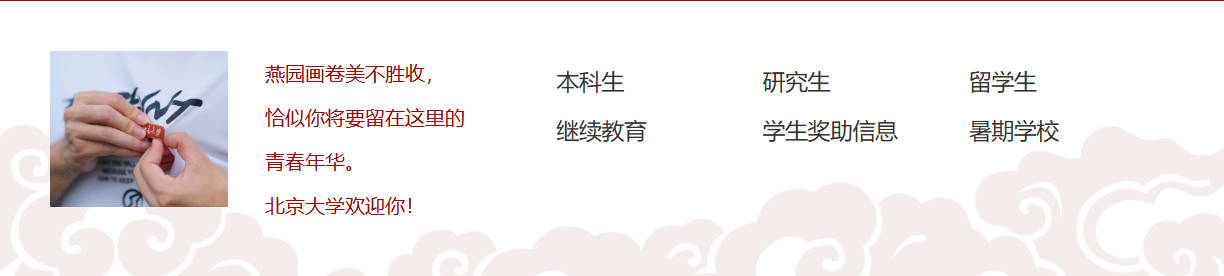 燕园画卷美不胜收，
恰似你将要留在这里的
青春年华。
北京大学欢迎你！
本科生
研究生
留学生
继续教育
学生奖助信息
暑期学校